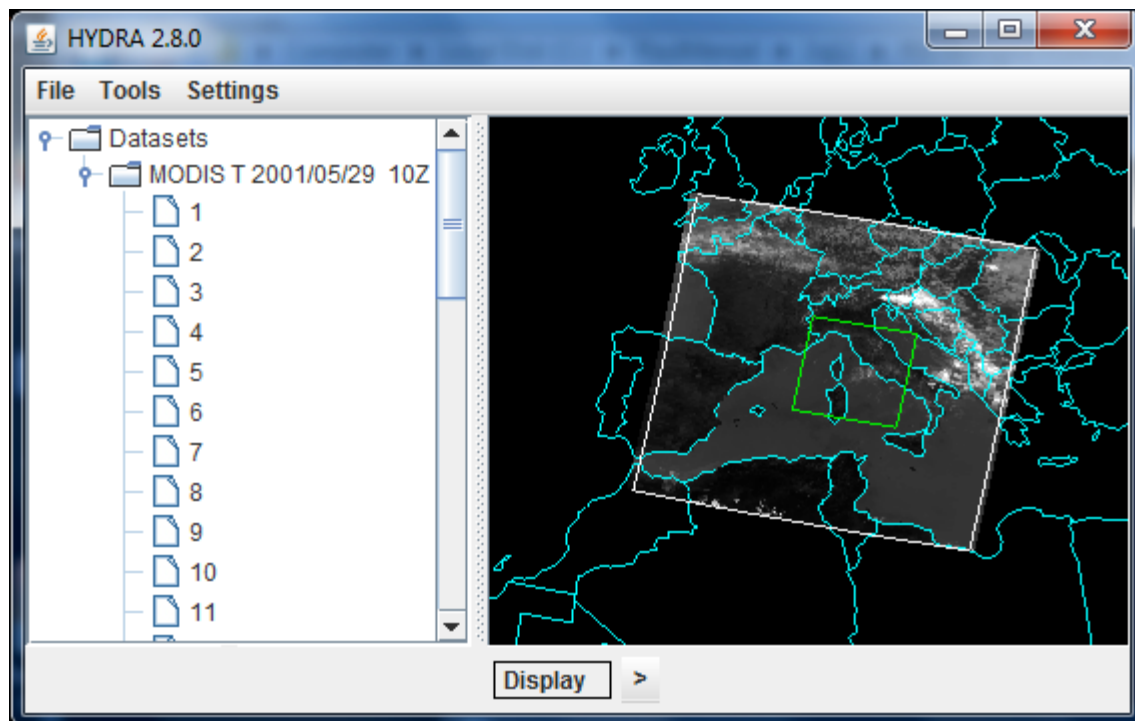 HYDRA 2.8.0
File Tools Settings
Datasets
MODIS T 2001/05/29 10Z
1
2
3
4
5
6
7
8
9
10
11
Display >